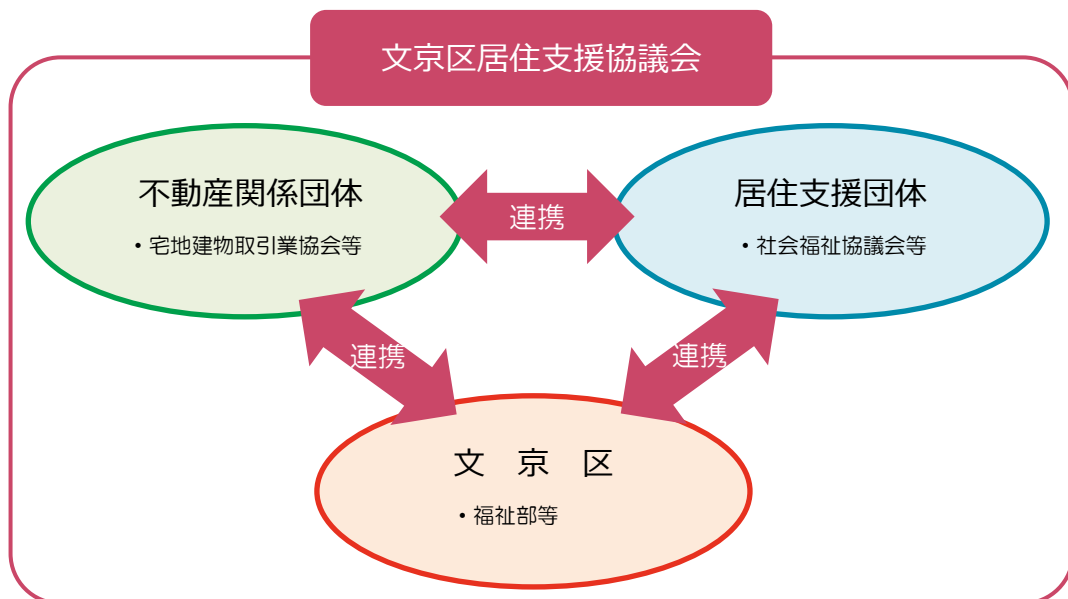 文京区居住支援協議会
不動産関係団体
・宅地建物取引業協会等
連携
居住支援団体
・社会福祉協議会等
連携
連携
文　京　区
・福祉部等